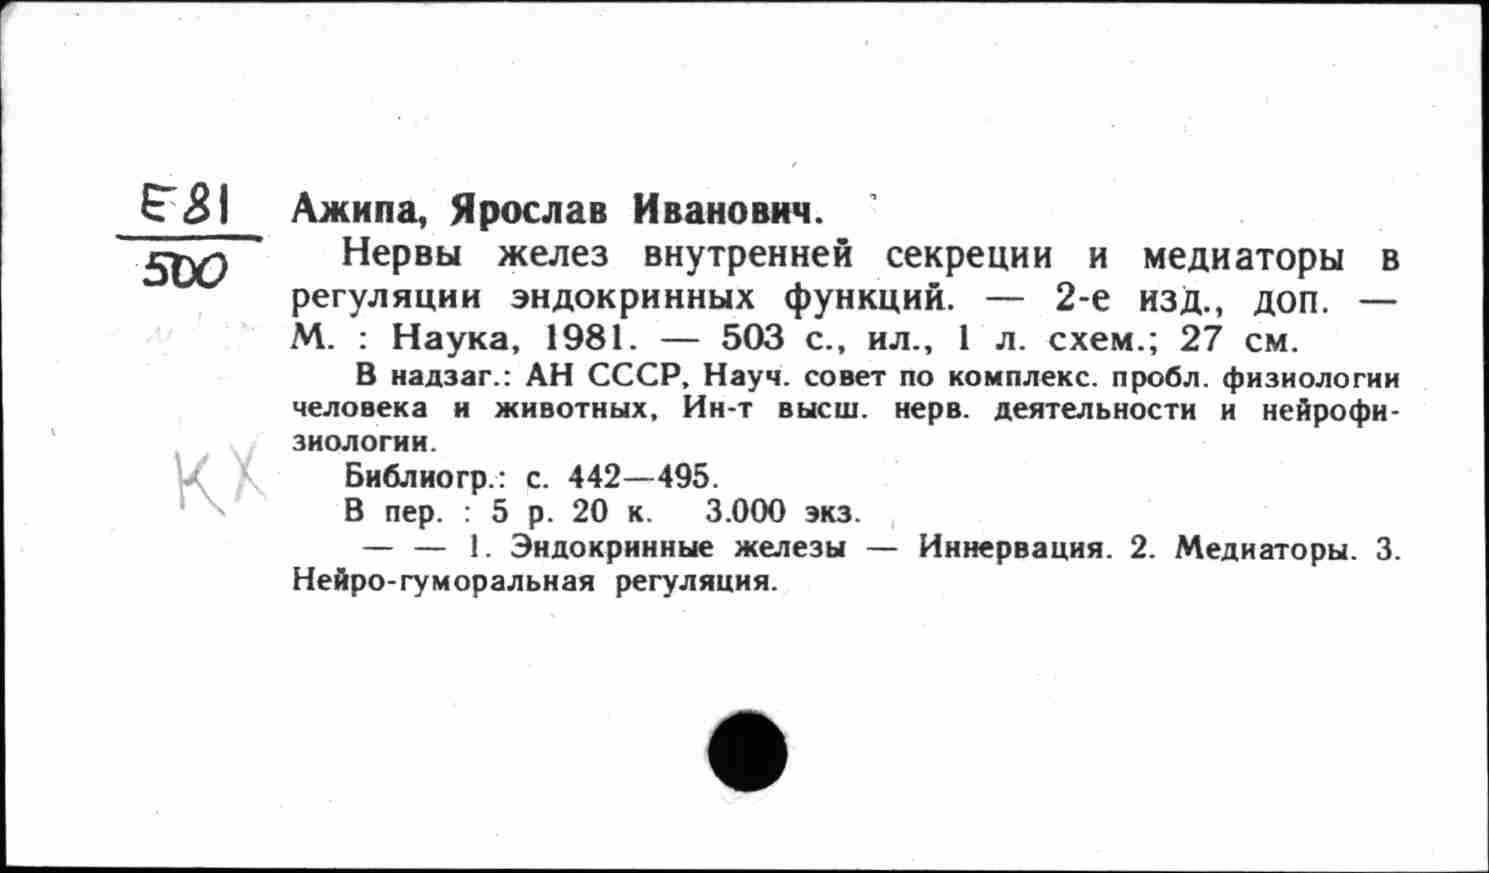 Е81
500
Ажипа, Ярослав Иванович.
Нервы желез внутренней секреции и медиаторы в
регуляции эндокринных функций. — 2-е изд., доп. —
М. : Наука, 1981. — 503 с., ил., 1 л. схем.; 27 см.
В надзаг.: АН СССР, Науч. совет по комплекс. пробл. физиологии
человека и животных, Ин-т высш. нерв. деятельности и нейрофи-
зиологии.
Библиогр.: с. 442—495.
В пер. : 5 р. 20 к. 3.000 экз.
— — 1. Эндокринные железы — Иннервация. 2. Медиаторы. 3.
Нейро-гуморальная регуляция.
КХ